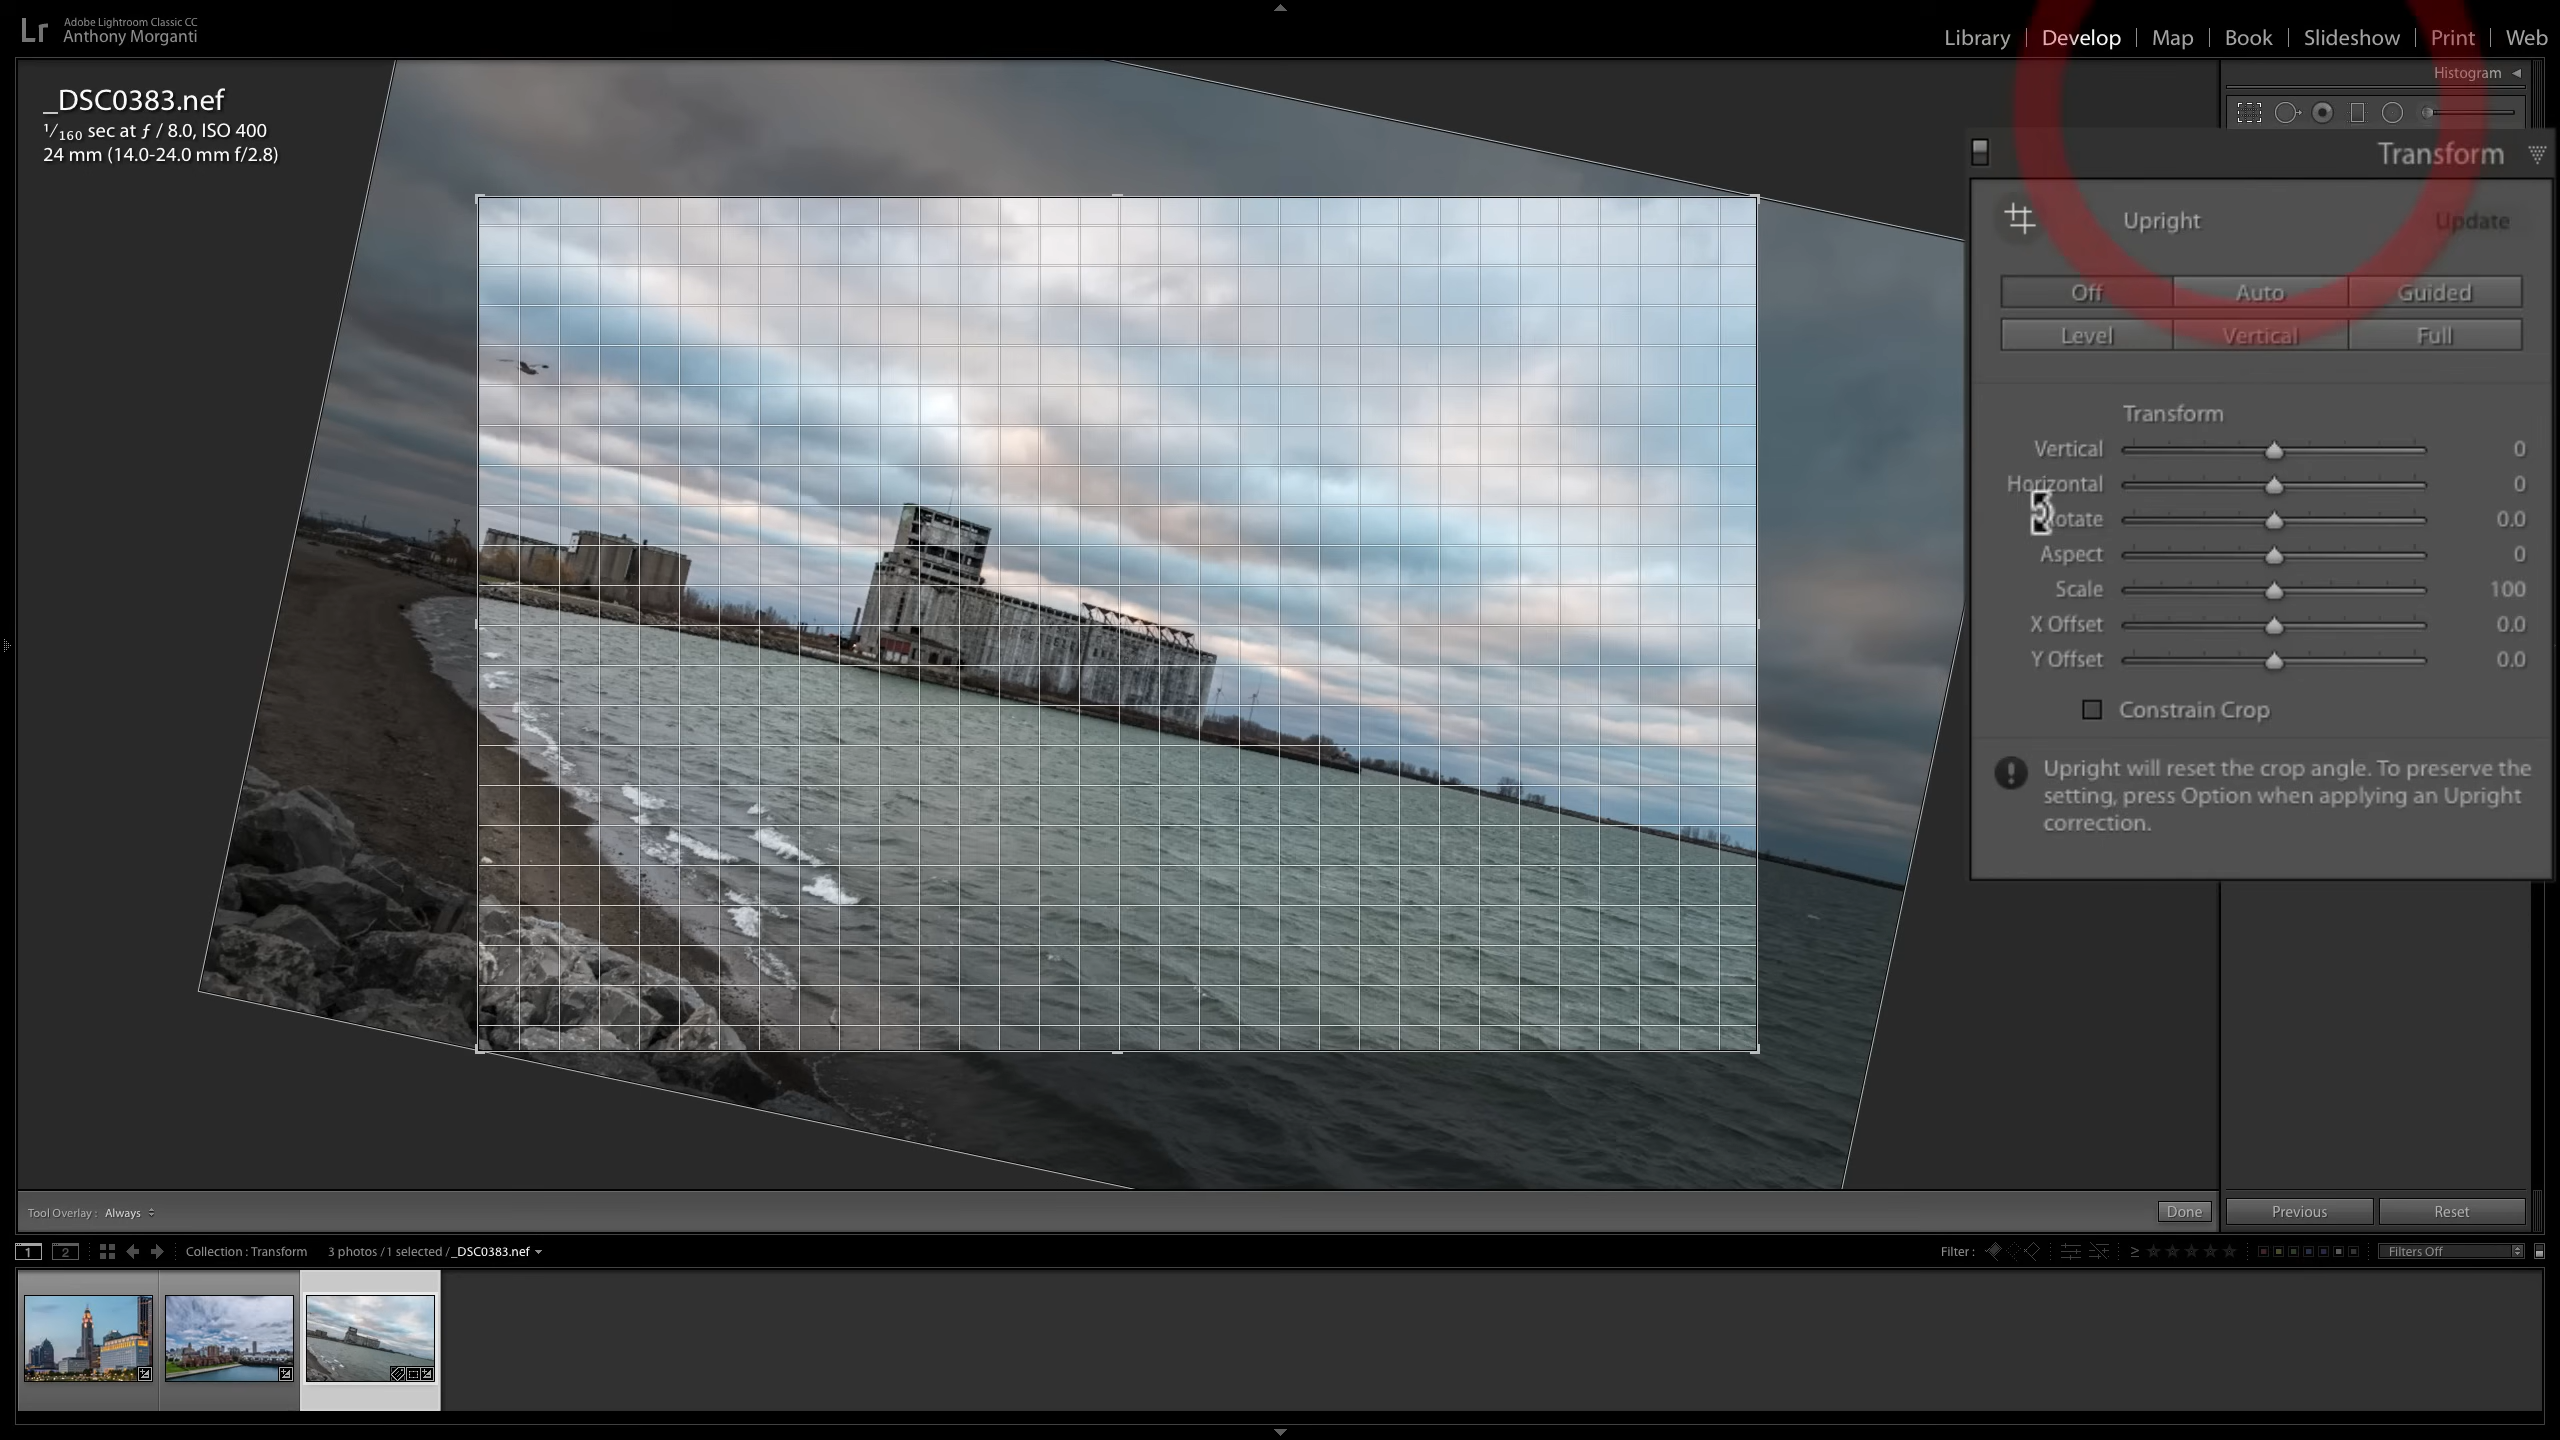 Lr
Adobe Lightroom Classic CC
Anthony Morganti
Library | Develop | Map | Book | Slideshow | Print | Web
_DSC0383.nef
1/160 sec at ƒ / 8.0, ISO 400
24 mm (14.0-24.0 mm f/2.8)
Histogram
Transform
Upright Update
Off Auto Guided
Level Vertical Full
Transform
Vertical 0
Horizontal 0
Rotate 0.0
Aspect 0
Scale 100
X Offset 0.0
Y Offset 0.0
Constrain Crop
Upright will reset the crop angle. To preserve the
setting, press Option when applying an Upright
correction.
Tool Overlay : Always
Done
Previous Reset
1 2 Collection : Transform 3 photos / 1 selected / _DSC0383.nef
Filter : Filters Off